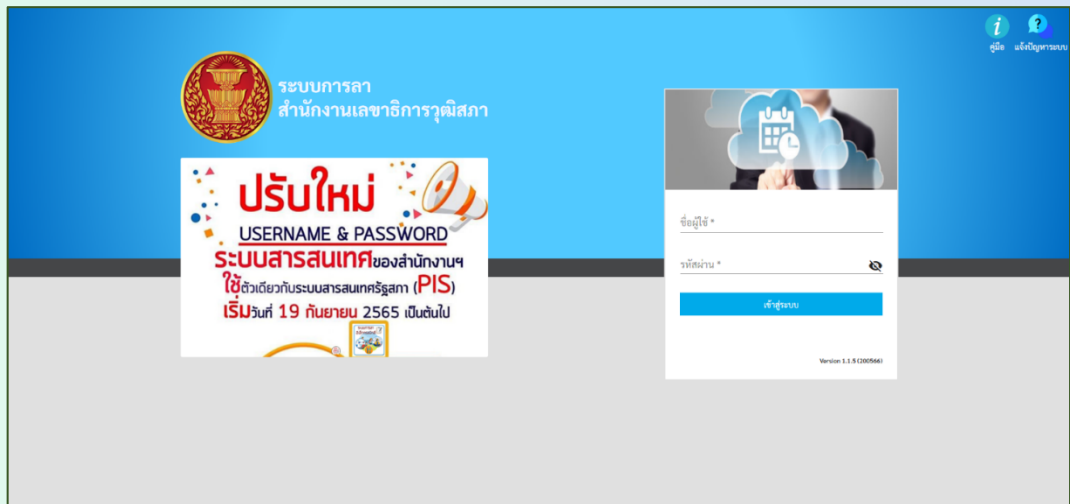 คู่มือ แจ้งปัญหาระบบ
ระบบการลา
สำนักงานเลขาธิการวุฒิสภา
ปรับใหม่
USERNAME & PASSWORD
ระบบสารสนเทศของสำนักงานฯ
ใช้ตัวเดียวกับระบบสารสนเทศรัฐสภา (PIS)
เริ่มวันที่ 19 กันยายน 2565 เป็นต้นไป
ชื่อผู้ใช้ *
รหัสผ่าน *
เข้าสู่ระบบ
Version 1.1.5 (200566)